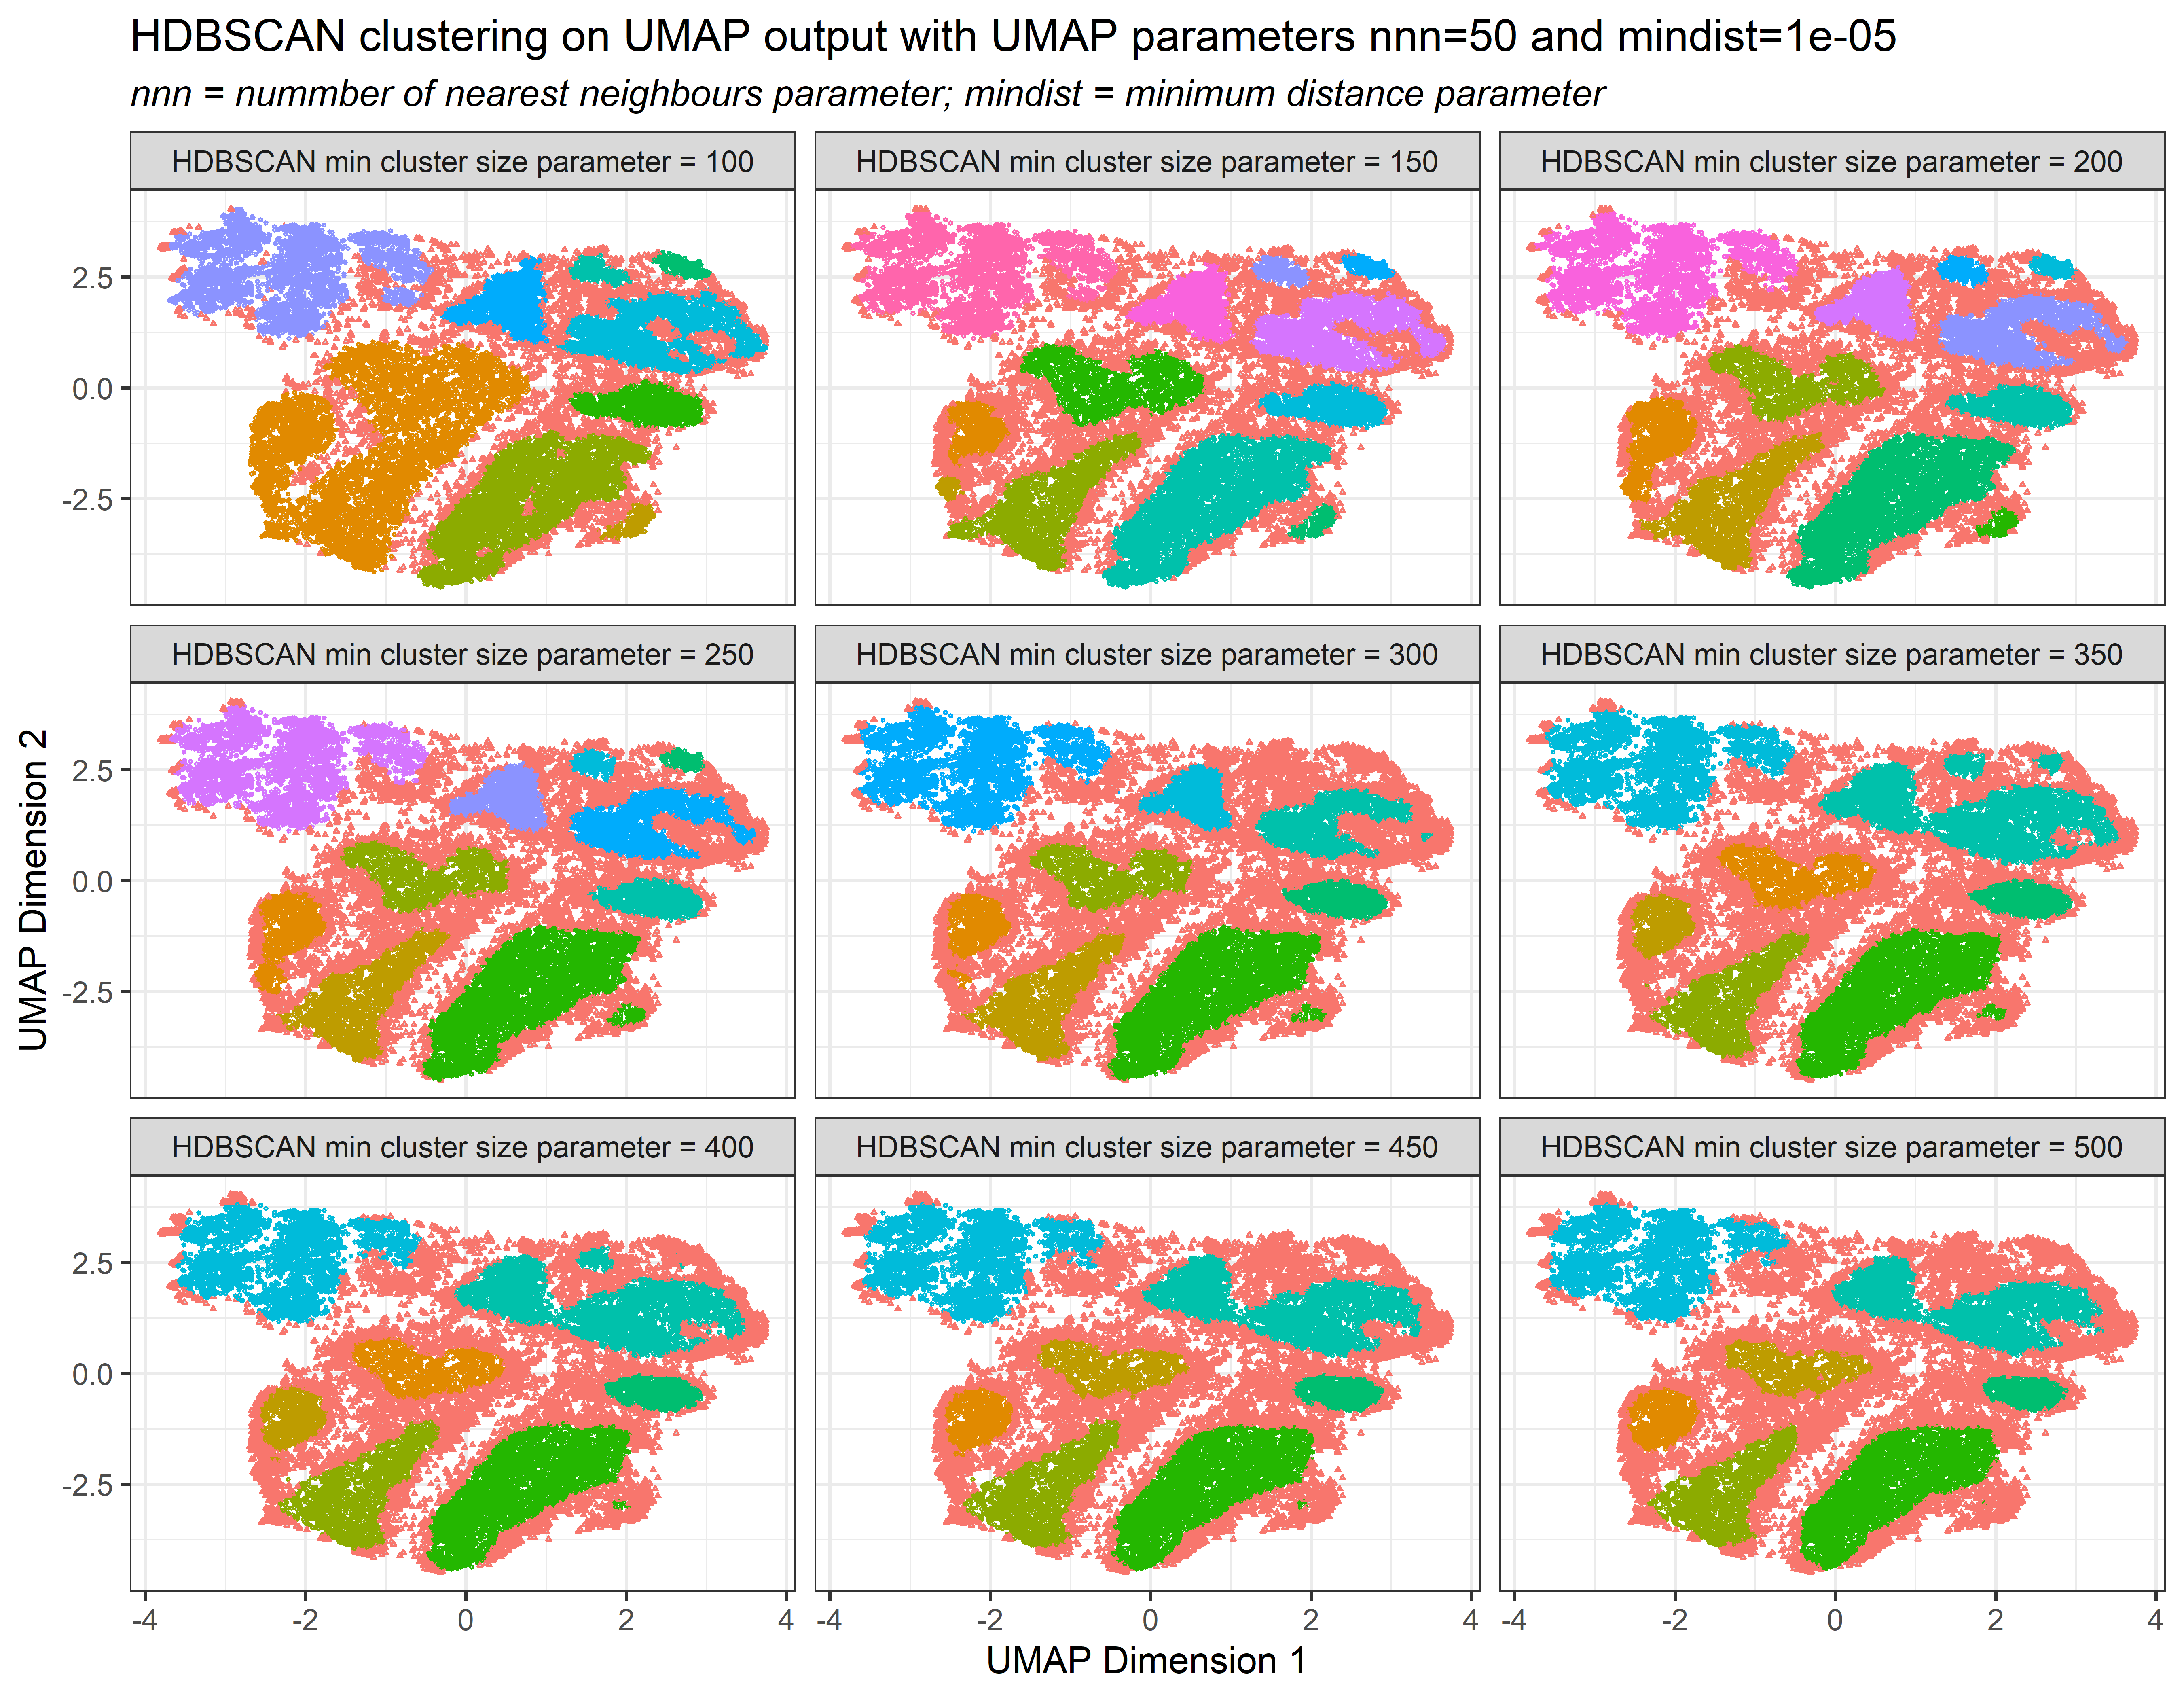 HDBSCAN clustering on UMAP output with UMAP parameters nnn=50 and mindist=1e-05
nnn = nummber of nearest neighbours parameter; mindist = minimum distance parameter
HDBSCAN min cluster size parameter = 100
HDBSCAN min cluster size parameter = 150
HDBSCAN min cluster size parameter = 200
2.5
0.0
-2.5
HDBSCAN min cluster size parameter = 250
HDBSCAN min cluster size parameter = 300
HDBSCAN min cluster size parameter = 350
2.5
0.0
-2.5
UMAP Dimension 2
HDBSCAN min cluster size parameter = 400
HDBSCAN min cluster size parameter = 450
HDBSCAN min cluster size parameter = 500
2.5
0.0
-2.5
-4 -2 0 2 4
-4 -2 0 2 4
-4 -2 0 2 4
UMAP Dimension 1